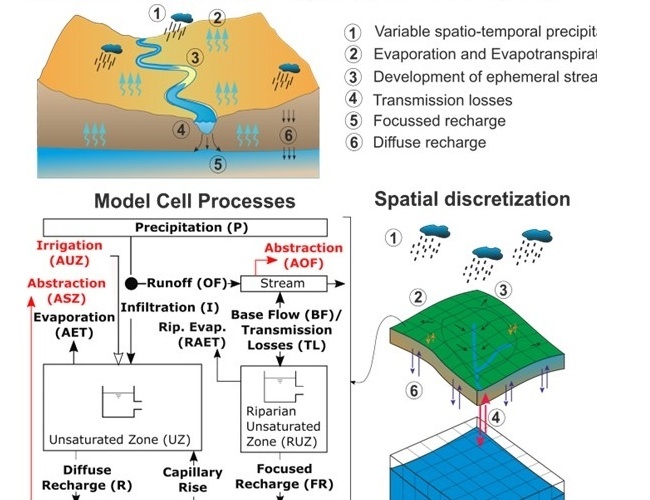 1
2
3
4
5
6
1 Variable spatio-temporal
2 Evaporation and
3 Development of ephemeral
4 Transmission losses
5 Focussed recharge
6 Diffuse recharge
Model Cell Processes
Spatial discretization
Precipitation (P)
Irrigation
(AUZ)
Abstraction
(AOF)
Abstraction
(ASZ)
Runoff (OF)
Stream
Evaporation
(AET)
Infiltration (I)
Rip. Evap.
(RAET)
Base Flow (BF)/
Transmission
Losses (TL)
Unsaturated Zone (UZ)
Riparian
Unsaturated
Zone (RUZ)
Diffuse
Recharge (R)
Capillary
Rise
Focused
Recharge (FR)
1
2
3
6
4